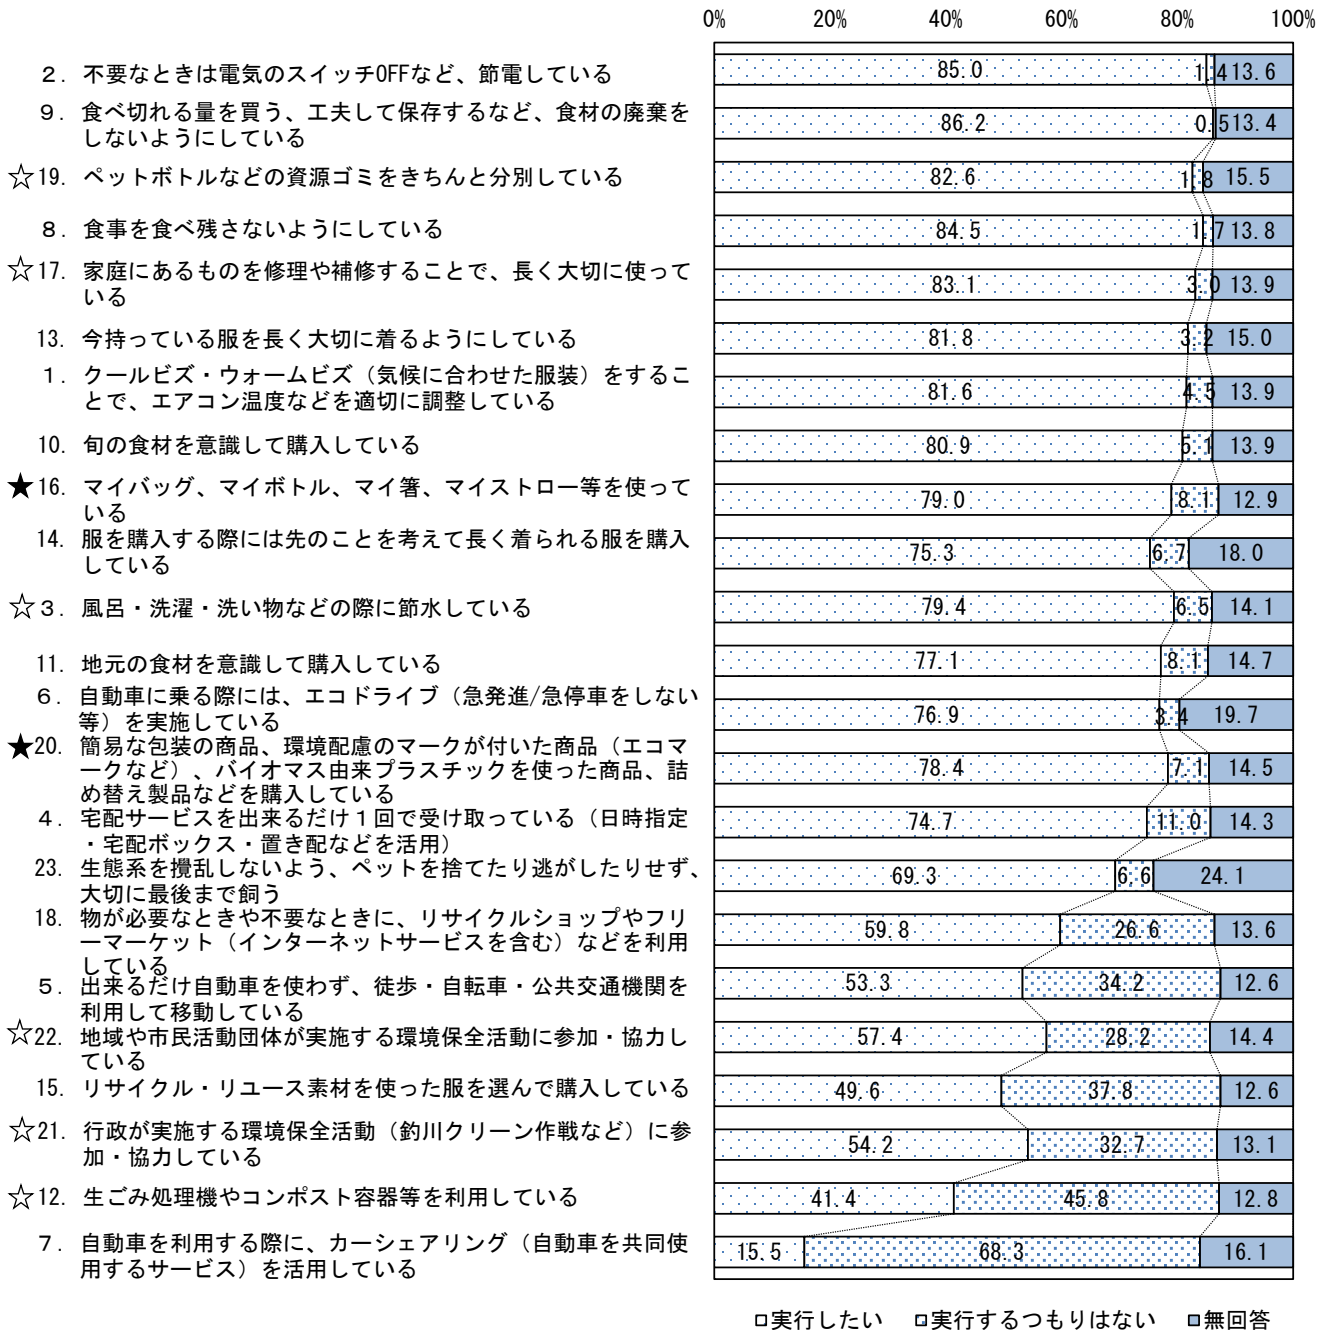 0% 20% 40% 60% 80% 100%
２. 不要なときは電気のスイッチOFFなど、節電している 85.0 1.4 13.6
９. 食べ切れる量を買う、工夫して保存するなど、食材の廃棄を
しないようにしている 86.2 0.5 13.4
☆19. ペットボトルなどの資源ゴミをきちんと分別している 82.6 1.8 15.5
８. 食事を食べ残さないようにしている 84.5 1.7 13.8
☆17. 家庭にあるものを修理や補修することで、長く大切に使って
いる 83.1 3.0 13.9
13. 今持っている服を長く大切に着るようにしている 81.8 3.2 15.0
１. クールビズ・ウォームビズ（気候に合わせた服装）をするこ
とで、エアコン温度などを適切に調整している 81.6 4.5 13.9
10. 旬の食材を意識して購入している 80.9 5.1 13.9
★16. マイバッグ、マイボトル、マイ箸、マイストロー等を使って
いる 79.0 8.1 12.9
14. 服を購入する際には先のことを考えて長く着られる服を購入
している 75.3 6.7 18.0
☆３. 風呂・洗濯・洗い物などの際に節水している 79.4 6.5 14.1
11. 地元の食材を意識して購入している 77.1 8.1 14.7
６. 自動車に乗る際には、エコドライブ（急発進/急停車をしない
等）を実施している 76.9 3.4 19.7
★20. 簡易な包装の商品、環境配慮のマークが付いた商品（エコマ
ークなど）、バイオマス由来プラスチックを使った商品、詰
め替え製品などを購入している 78.4 7.1 14.5
４. 宅配サービスを出来るだけ１回で受け取っている（日時指定
・宅配ボックス・置き配などを活用） 74.7 11.0 14.3
23. 生態系を攪乱しないよう、ペットを捨てたり逃がしたりせず、
大切に最後まで飼う 69.3 6.6 24.1
18. 物が必要なときや不要なときに、リサイクルショップやフリ
ーマーケット（インターネットサービスを含む）などを利用
している 59.8 26.6 13.6
５. 出来るだけ自動車を使わず、徒歩・自転車・公共交通機関を
利用して移動している 53.3 34.2 12.6
☆22. 地域や市民活動団体が実施する環境保全活動に参加・協力し
ている 57.4 28.2 14.4
15. リサイクル・リユース素材を使った服を選んで購入している 49.6 37.8 12.6
☆21. 行政が実施する環境保全活動（釣川クリーン作戦など）に参
加・協力している 54.2 32.7 13.1
☆12. 生ごみ処理機やコンポスト容器等を利用している 41.4 45.8 12.8
７. 自動車を利用する際に、カーシェアリング（自動車を共同使
用するサービス）を活用している 15.5 68.3 16.1
実行したい 実行するつもりはない 無回答